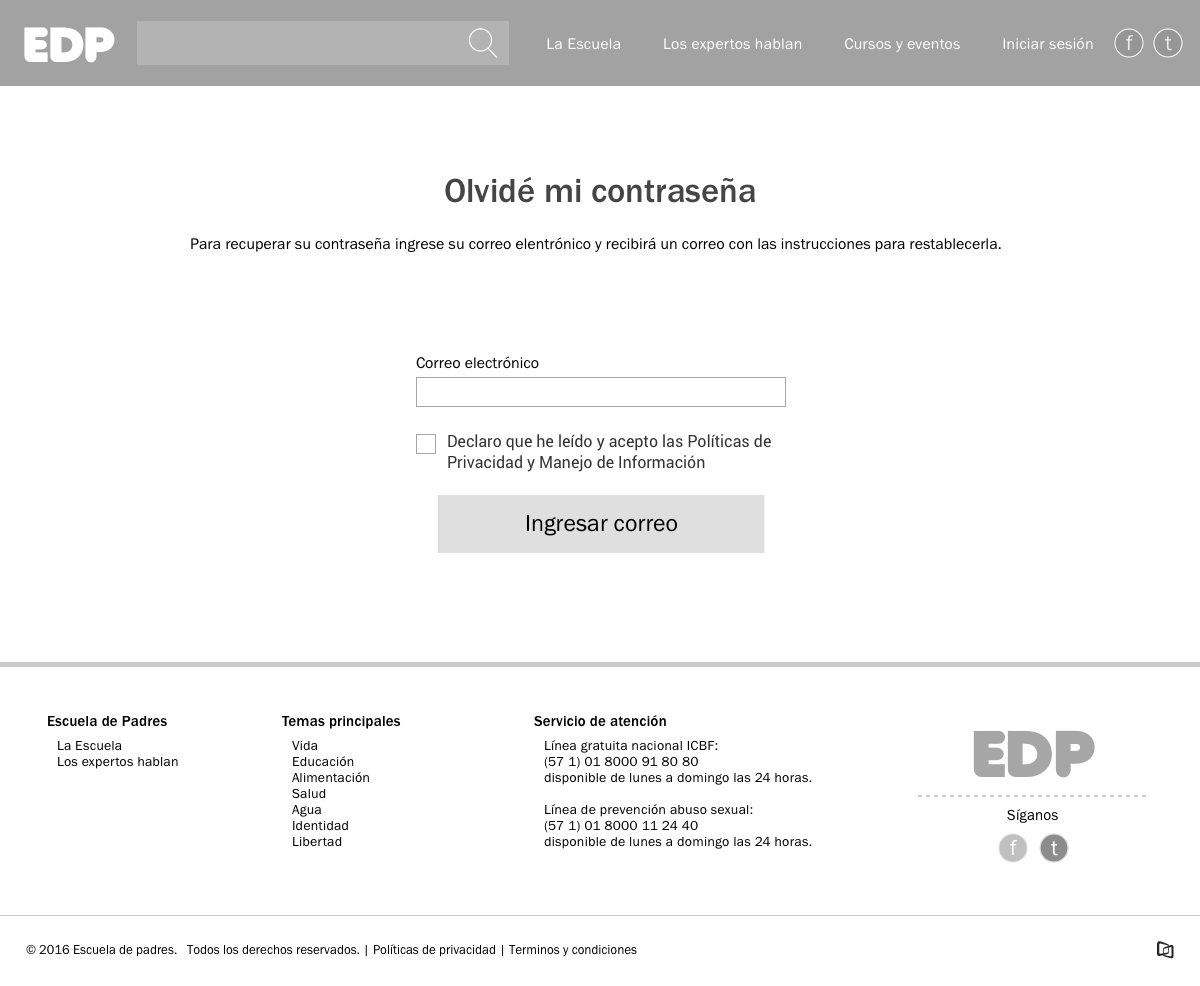 EDP
La Escuela
Los expertos hablan
Cursos y eventos
Iniciar sesión
f
t
Olvidé mi contraseña
Para recuperar su contraseña ingrese su correo elentrónico y recibirá un correo con las instrucciones para restablecerla.
Correo electrónico
Declaro que he leído y acepto las Políticas de
Privacidad y Manejo de Información
Ingresar correo
Escuela de Padres
La Escuela
Los expertos hablan
Temas principales
Vida
Educación
Alimentación
Salud
Agua
Identidad
Libertad
Servicio de atención
Línea gratuita nacional ICBF:
(57 1) 01 8000 91 80 80
disponible de lunes a domingo las 24 horas.
Línea de prevención abuso sexual:
(57 1) 01 8000 11 24 40
disponible de lunes a domingo las 24 horas.
EDP
Síganos
f
t
© 2016 Escuela de padres. Todos los derechos reservados. | Políticas de privacidad | Terminos y condiciones